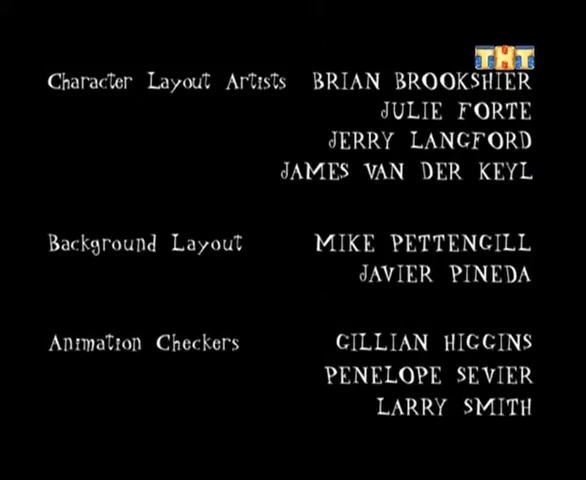 ТНТ
Character Layout Artists BRIAN BROOKSHIER
JULIE FORTE
JERRY LANGFORD
JAMES VAN DER KEYL
Background Layout MIKE PETTENGILL
JAVIER PINEDA
Animation Checkers GILLIAN HIGGINS
PENELOPE SEVIER
LARRY SMITH